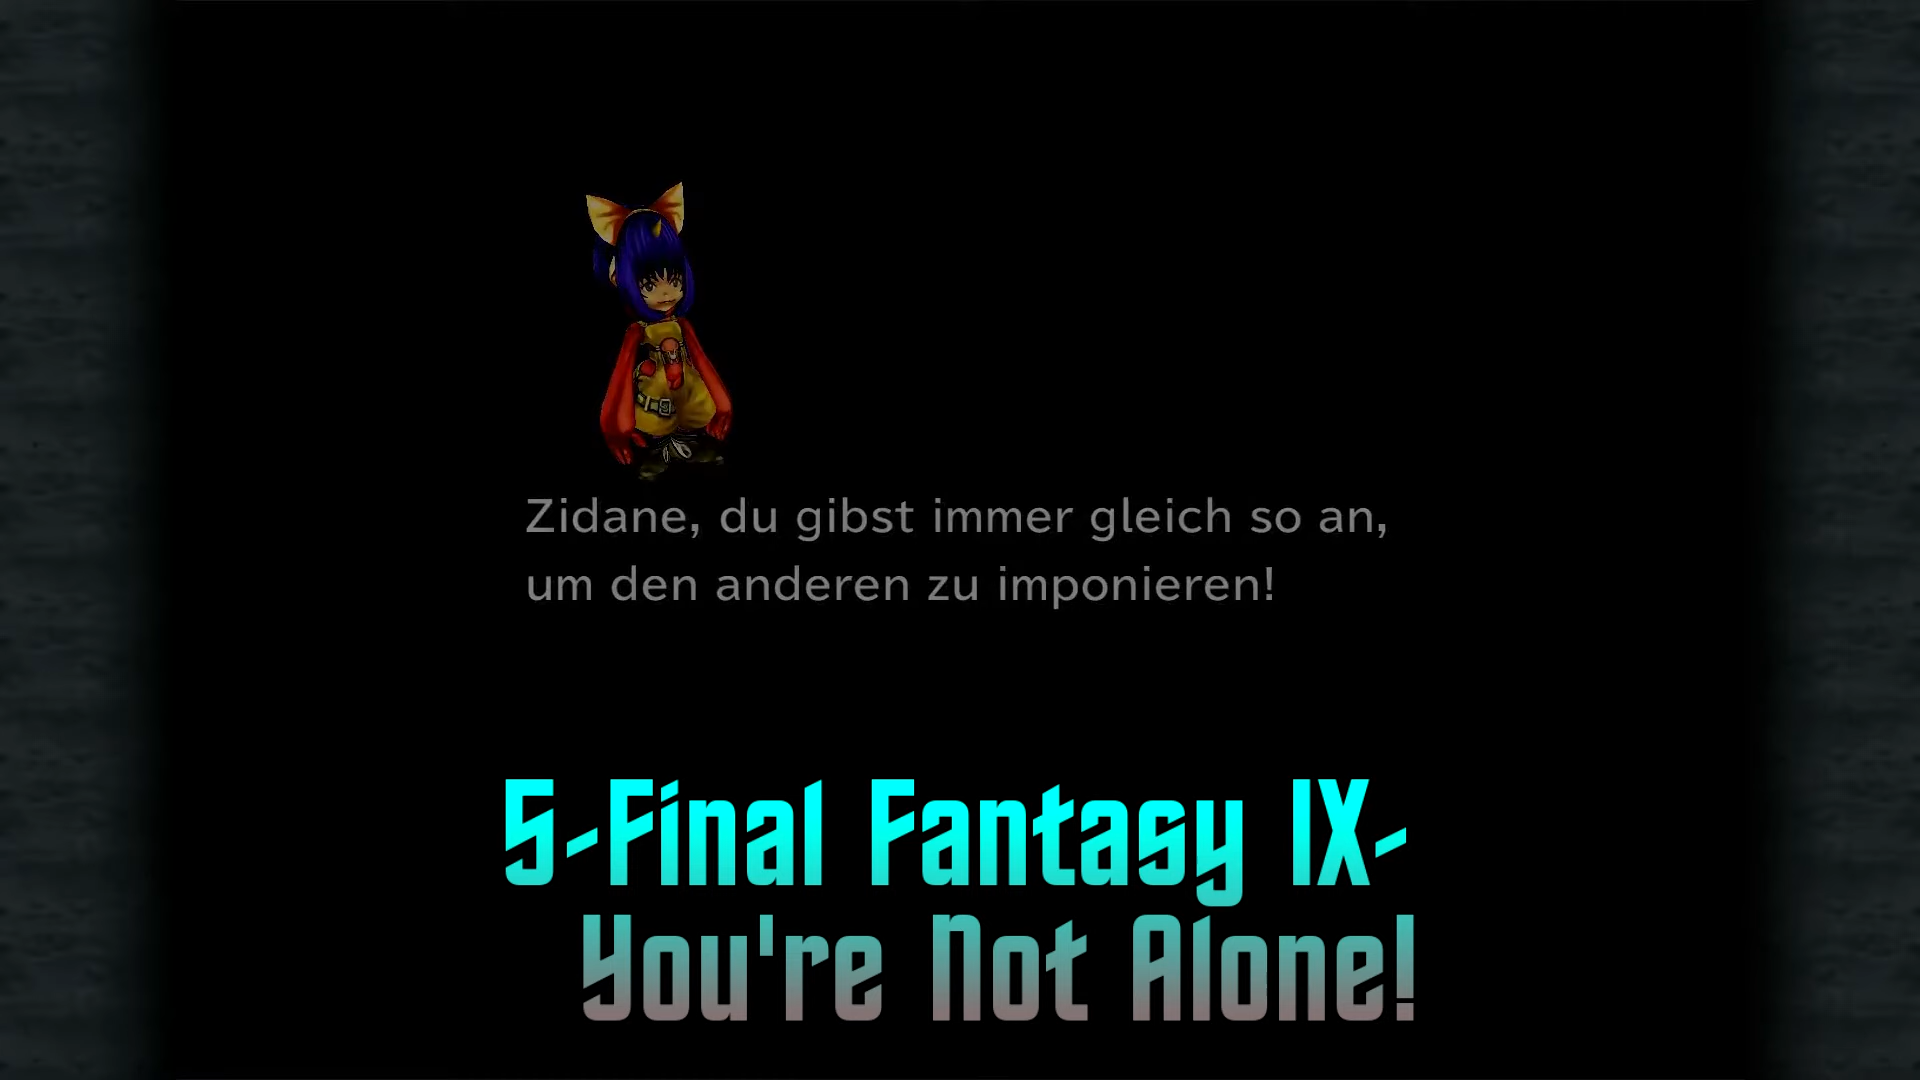 Zidane, du gibst immer gleich so an,
um den anderen zu imponieren!
5-Final Fantasy IX-
You're Not Alone!